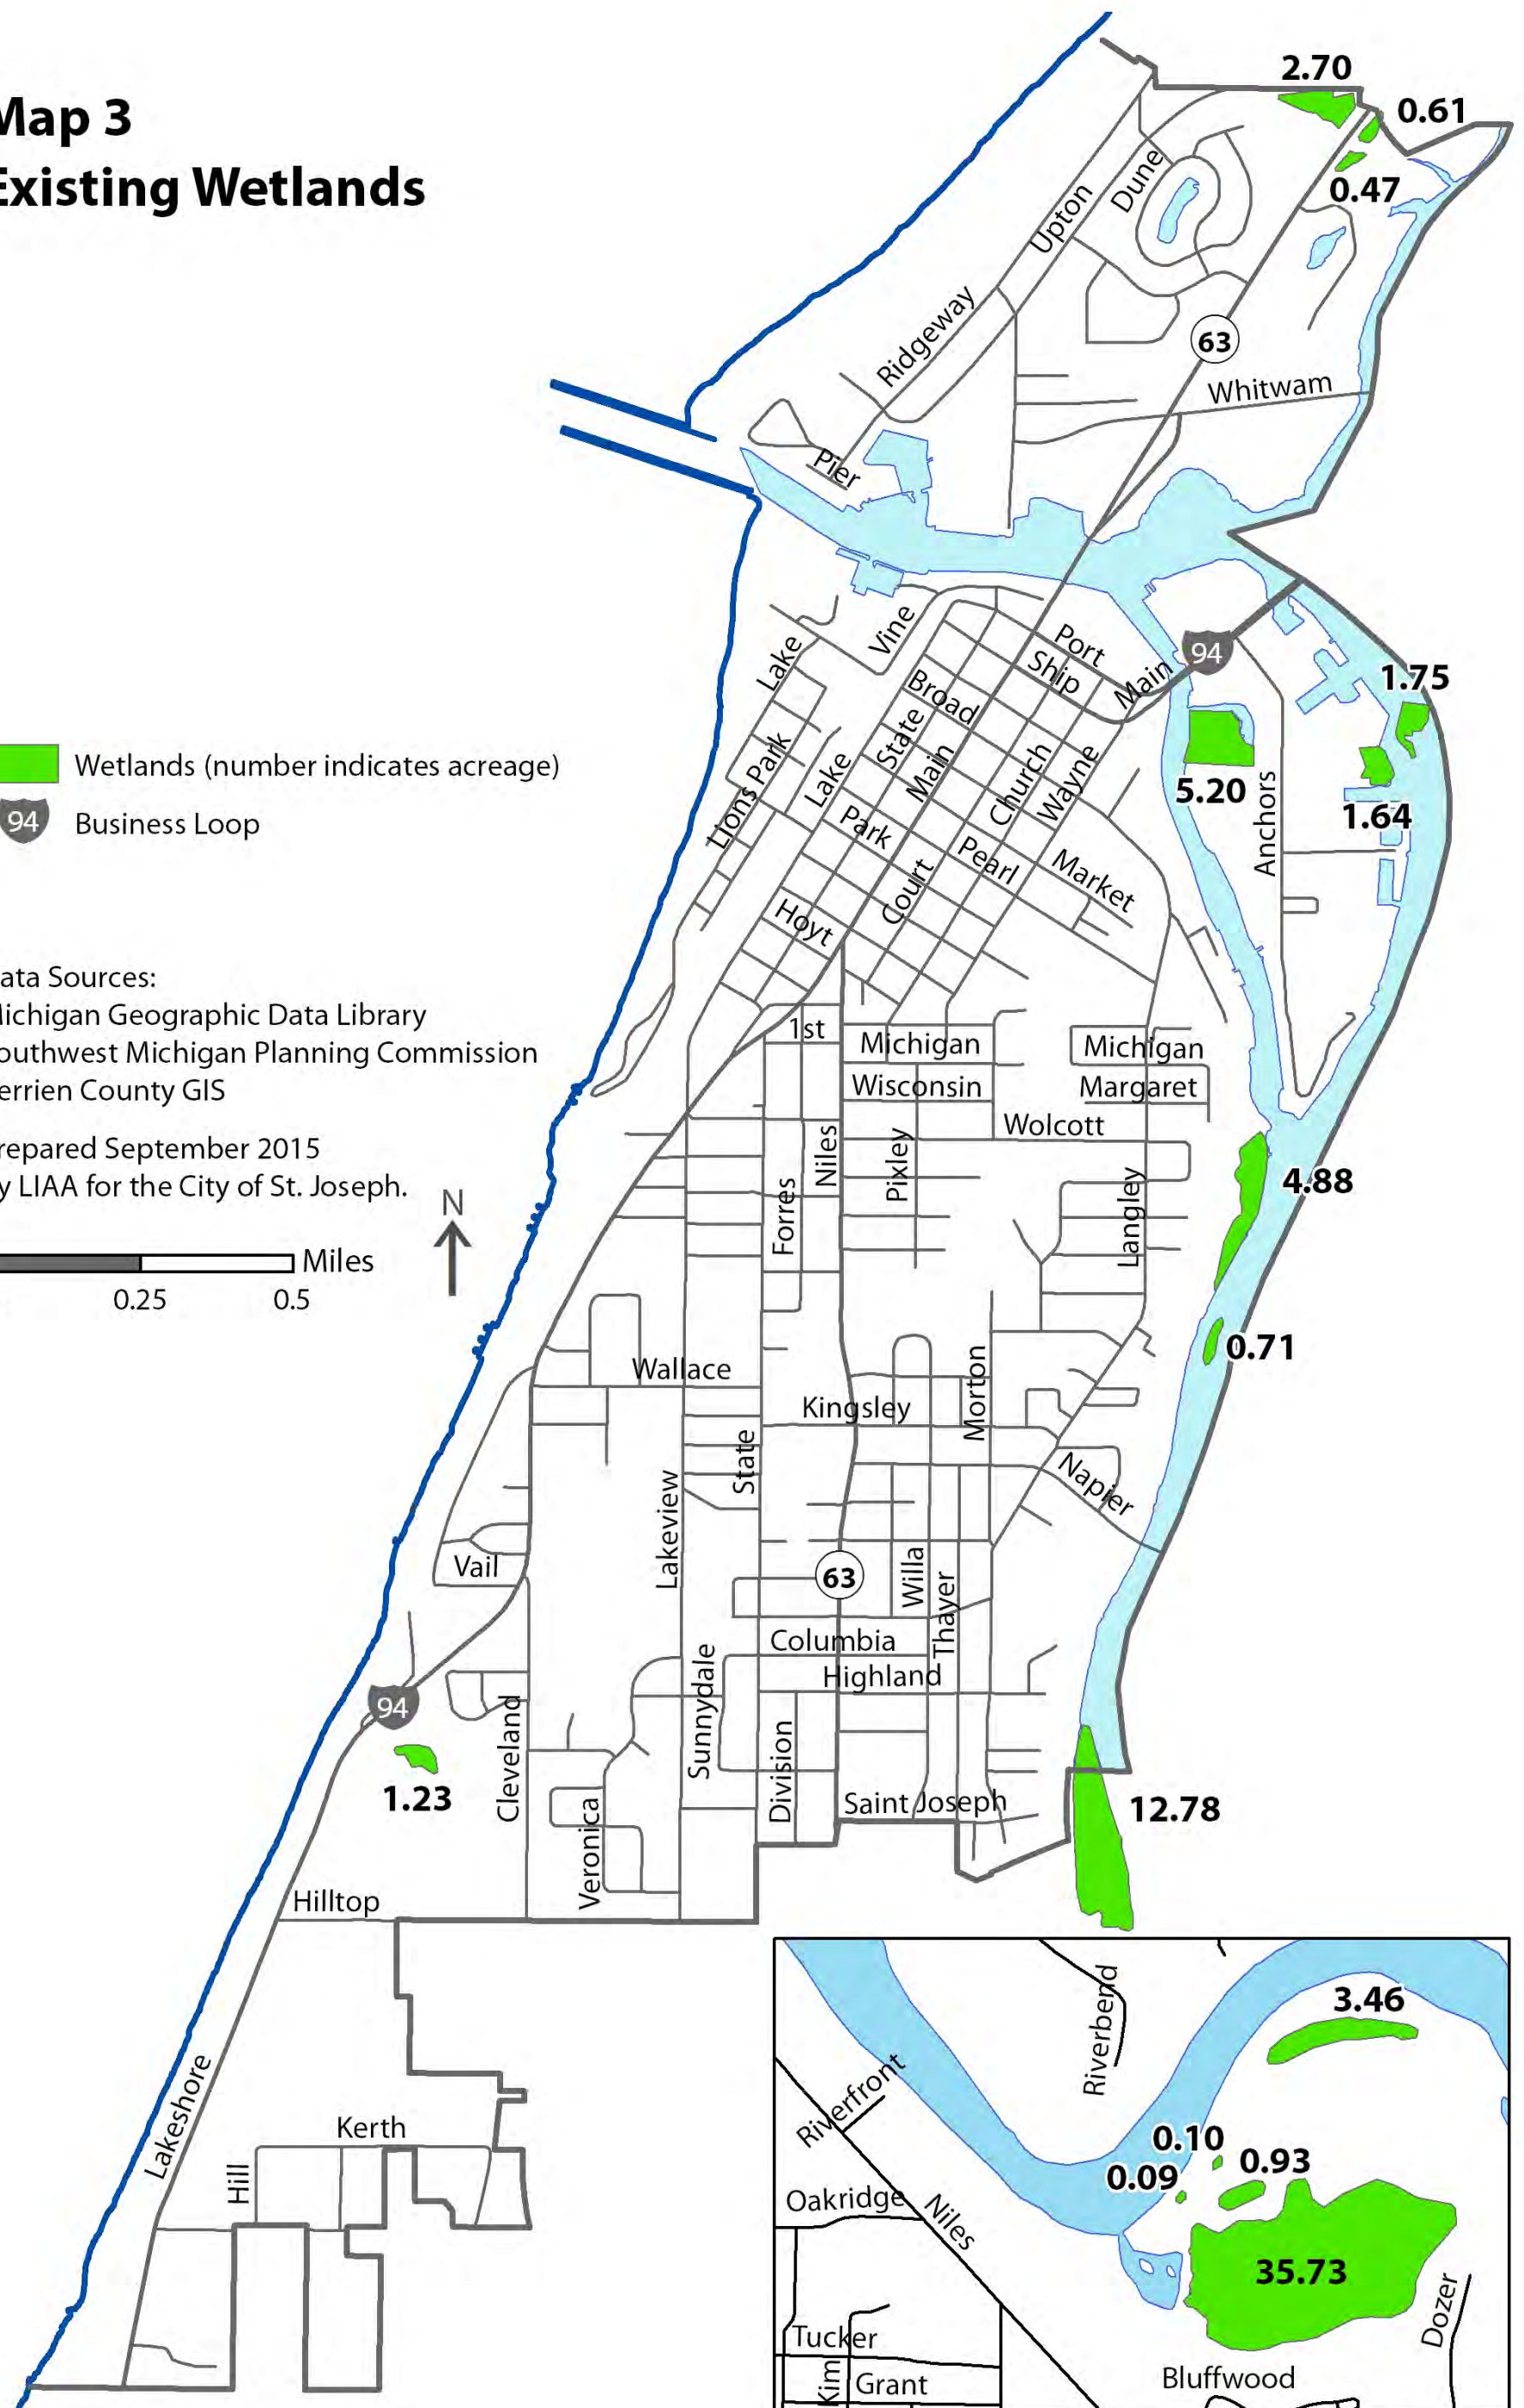 Map 3
Existing Wetlands
2.70
0.61
0.47
Upton
Dune
Ridgeway
63
Whitwam
Pier
Vine
Lake
Port
Ship
Main
94
Broad
State
Main
Church
Wayne
Lions Park
Lake
Park
Court
Pearl
Market
Hoyt
1.75
5.20
Anchors
1.64
Wetlands (number indicates acreage)
94
Business Loop
ata Sources:
ichigan Geographic Data Library
outhwest Michigan Planning Commission
errien County GIS
repared September 2015
y LIAA for the City of St. Joseph.
N
Miles
0.25
0.5
1st
Michigan
Michigan
Wisconsin
Margaret
Wolcott
Niles
Pixley
Forres
Langley
4.88
0.71
Wallace
Kingsley
Morton
State
Napier
Lakeview
Vail
63
Willa
Thayer
Columbia
Highland
Sunnydale
94
Cleveland
Division
1.23
Saint Joseph
12.78
Veronica
Hilltop
Lakeshore
Kerth
Hill
3.46
Riverbend
Riverfront
0.10
0.93
0.09
Oakridge
Niles
35.73
Dozer
Tucker
Kim
Grant
Bluffwood